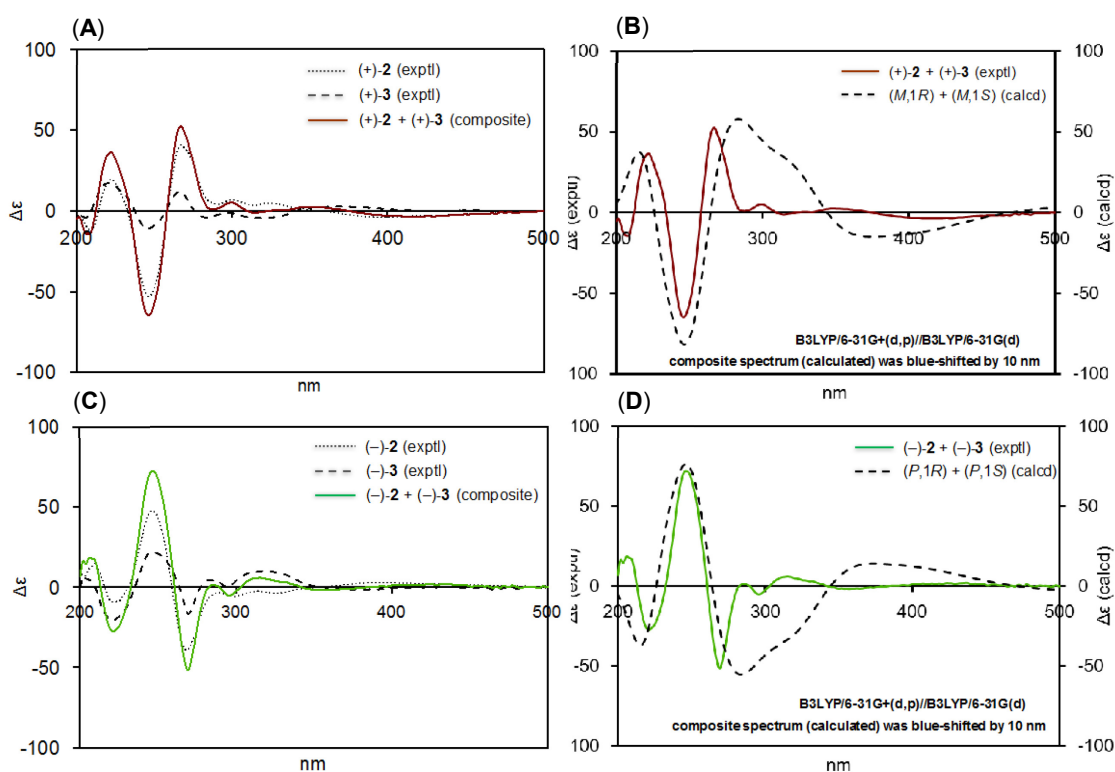 (A)
100
50
0
-50
-100
Δε
200
300
400
500
nm
(+)-2 (exptl)
(+)-3 (exptl)
(+)-2 + (+)-3 (composite)
(B)
100
50
0
50
100
Δε (exptl)
100
50
0
-50
-100
Δε (calcd)
200
300
400
500
nm
(+)-2 + (+)-3 (exptl)
(M,1R) + (M,1S) (calcd)
B3LYP/6-31G+(d,p)//B3LYP/6-31G(d)
composite spectrum (calculated) was blue-shifted by 10 nm
(C)
100
50
0
-50
-100
Δε
200
300
400
500
nm
(–)-2 (exptl)
(–)-3 (exptl)
(–)-2 + (–)-3 (composite)
(D)
100
50
0
50
100
Δε (exptl)
100
50
0
-50
-100
Δε (calcd)
200
300
400
500
nm
(–)-2 + (–)-3 (exptl)
(P,1R) + (P,1S) (calcd)
B3LYP/6-31G+(d,p)//B3LYP/6-31G(d)
composite spectrum (calculated) was blue-shifted by 10 nm